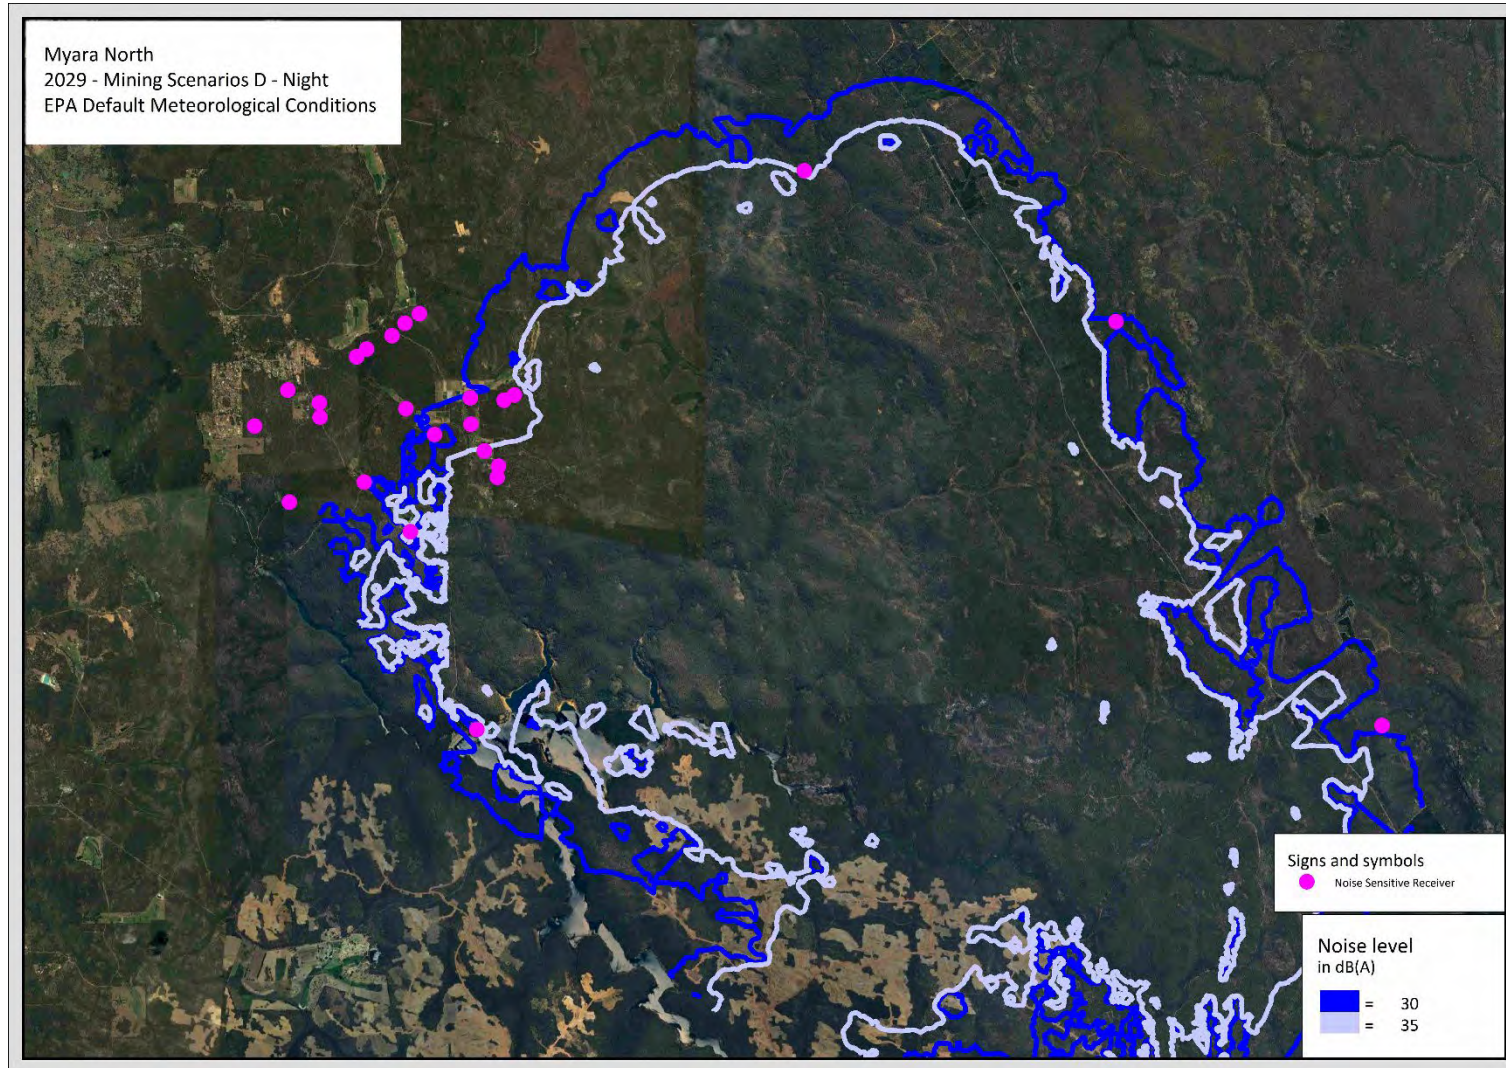 Myara North
2029 - Mining Scenarios D - Night
EPA Default Meteorological Conditions
Signs and symbols
Noise Sensitive Receiver
Noise level
in dB(A)
= 30
= 35